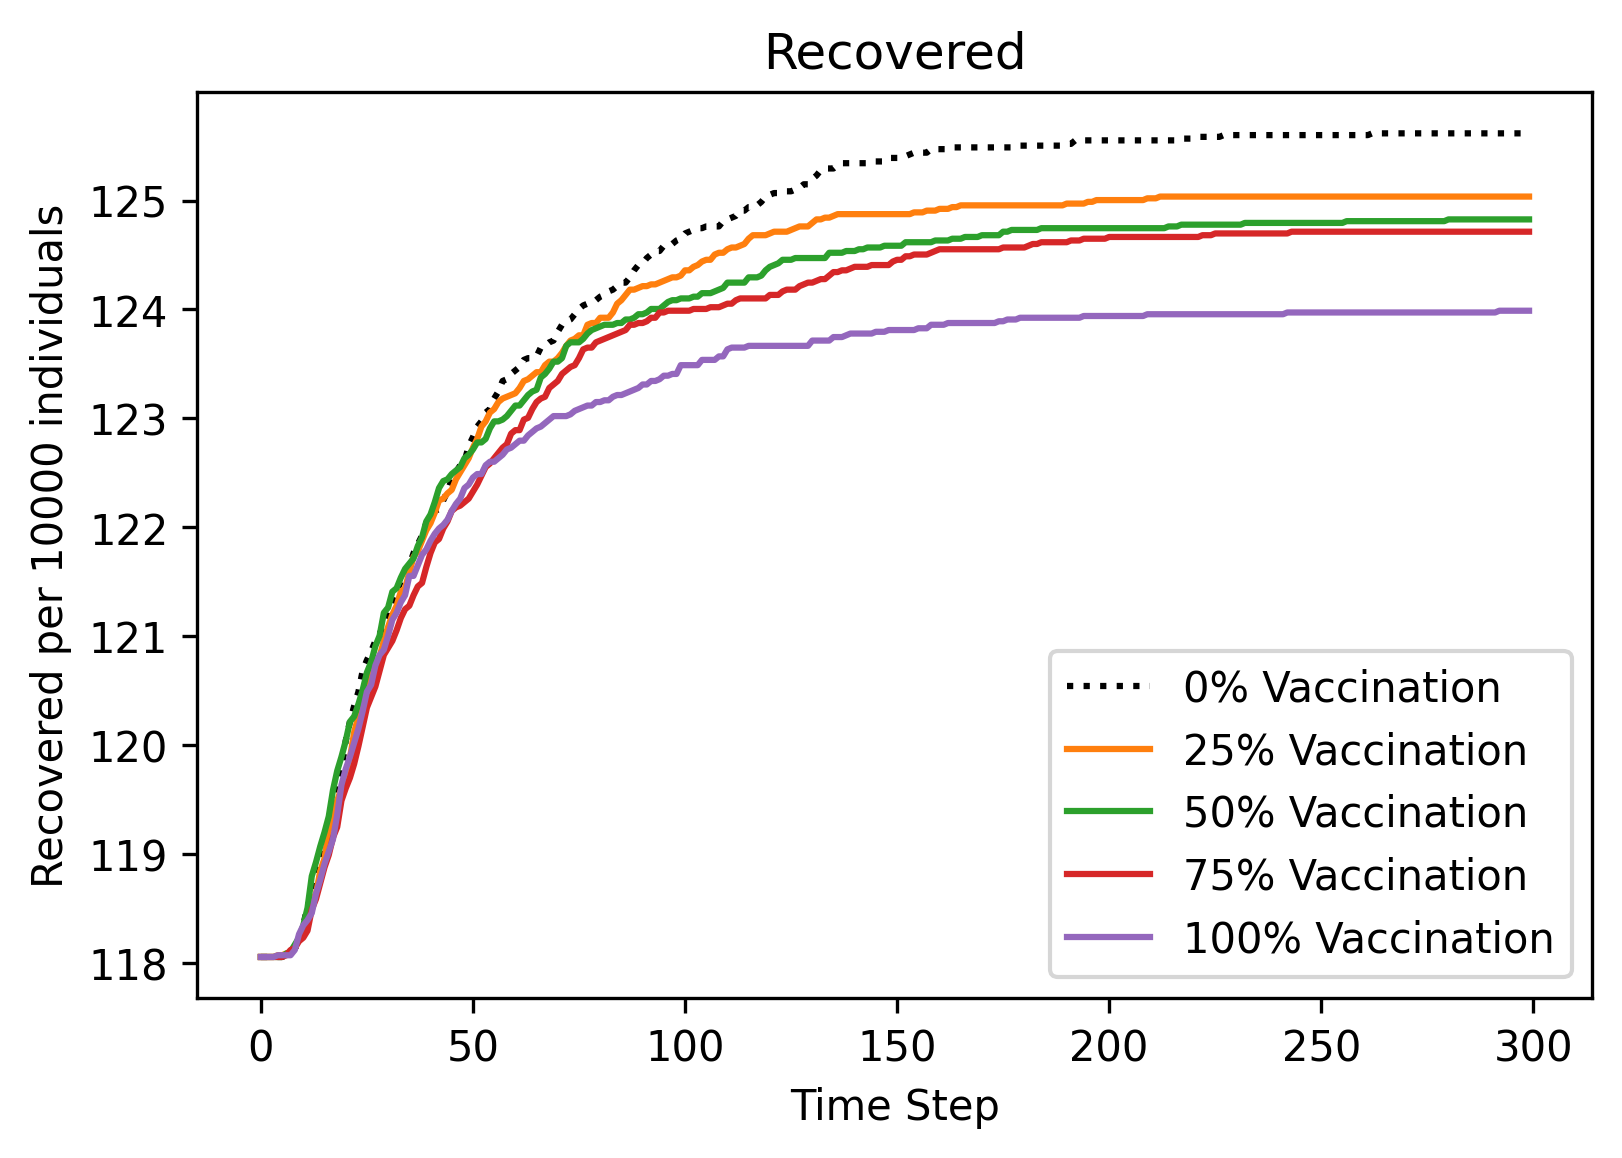 Recovered
Recovered per 10000 individuals
125
124
123
122
121
120
119
118
0% Vaccination
25% Vaccination
50% Vaccination
75% Vaccination
100% Vaccination
0 50 100 150 200 250 300
Time Step